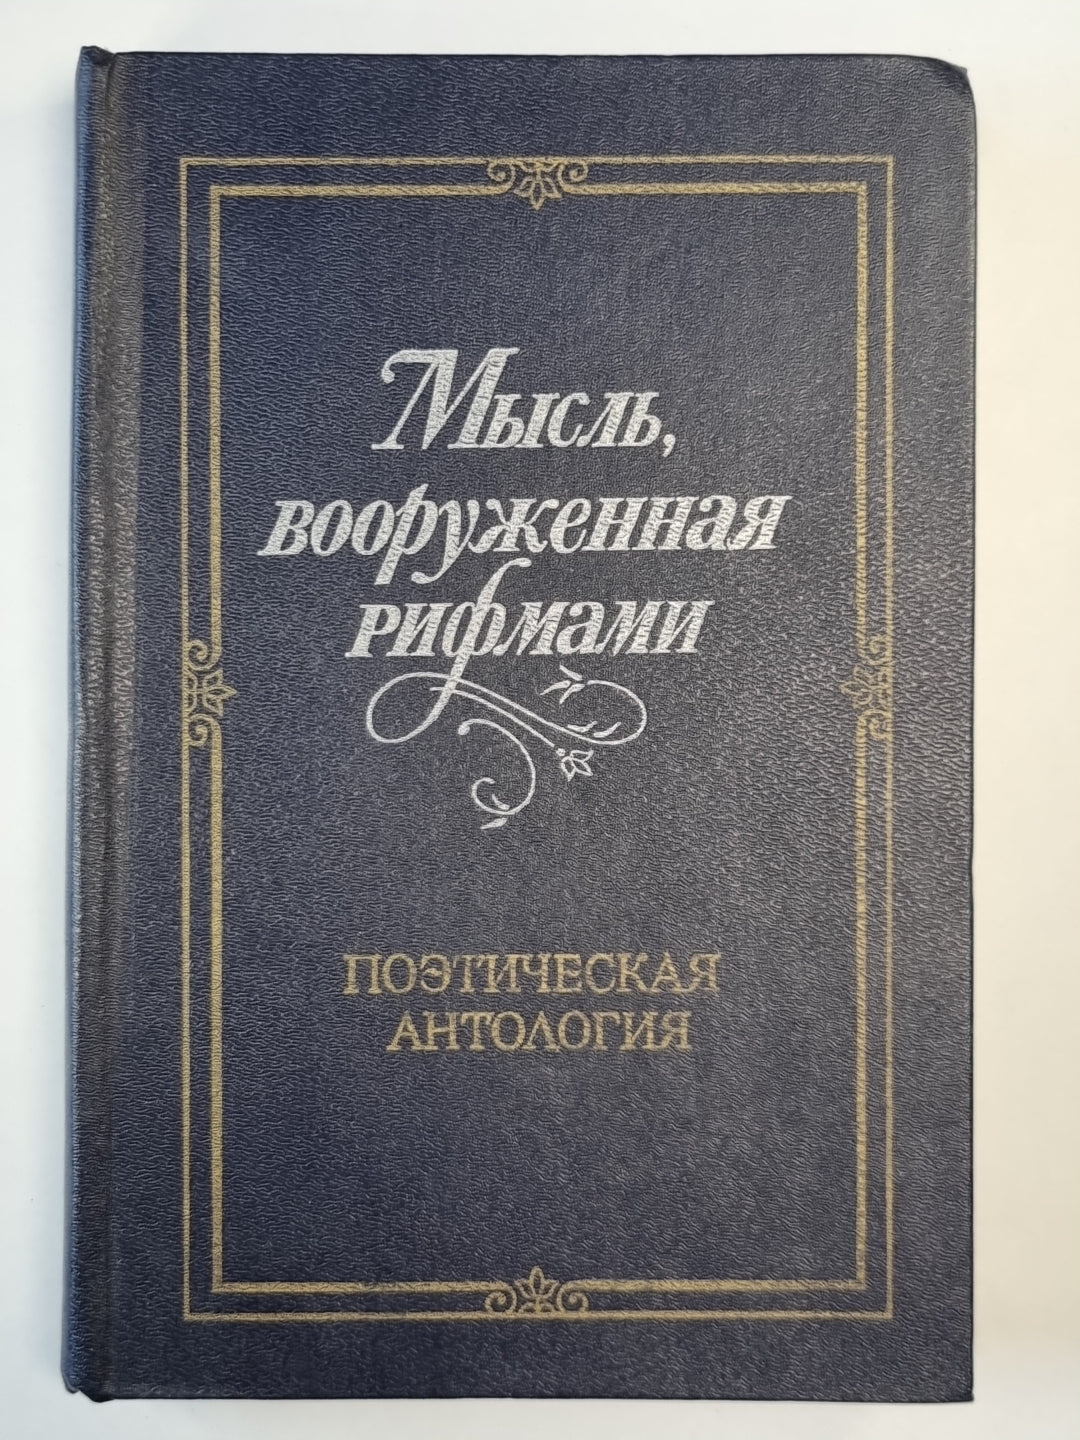 Мысль,
вооруженная
рифмами
ПОЭТИЧЕСКАЯ
АНТОЛОГИЯ